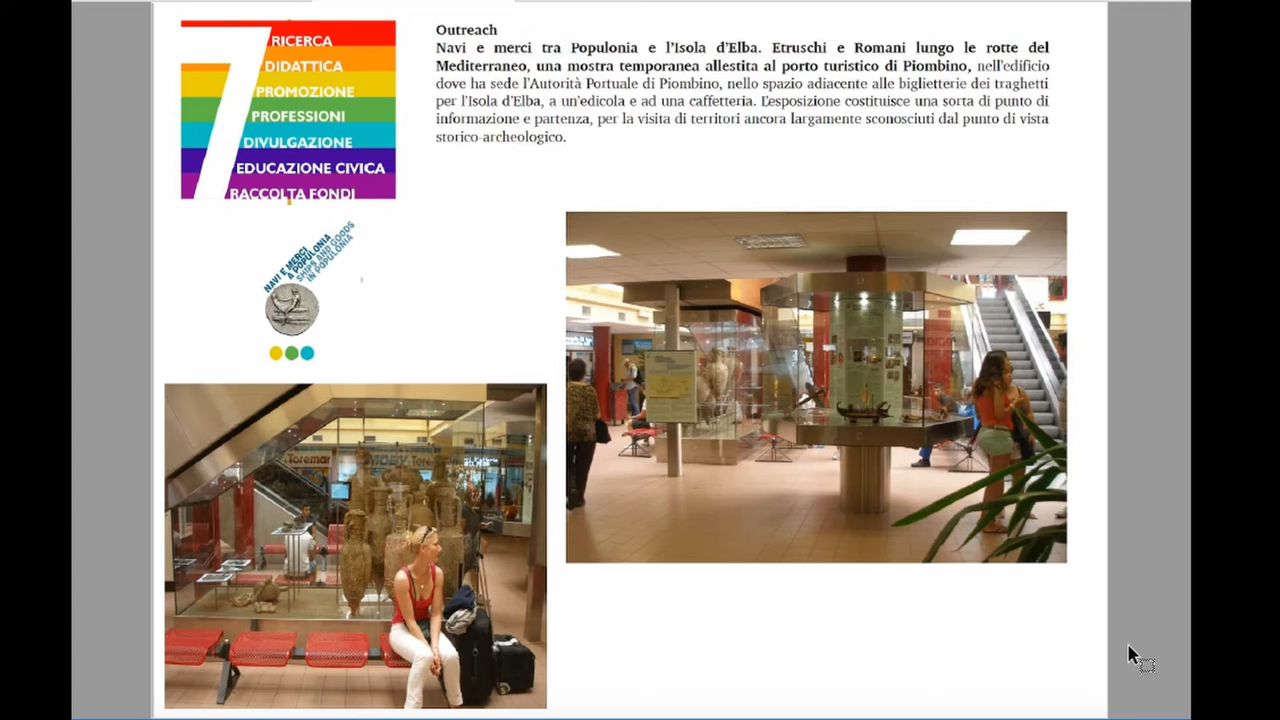 7
RICERCA
DIDATTICA
PROMOZIONE
PROFESSIONI
DIVULGAZIONE
EDUCAZIONE CIVICA
RACCOLTA FONDI
Outreach
Navi e merci tra Populonia e l'Isola d'Elba. Etruschi e Romani lungo le rotte del
Mediterraneo, una mostra temporanea allestita al porto turistico di Piombino, nell'edificio
dove ha sede l'Autorità Portuale di Piombino, nello spazio adiacente alle biglietterie dei traghetti
per l'Isola d'Elba, a un'edicola e ad una caffetteria. L'esposizione costituisce una sorta di punto di
informazione e partenza, per la visita di territori ancora largamente sconosciuti dal punto di vista
storico-archeologico.
NAVI E MERCI
A POPULONIA
SHIPS AND GOODS
IN POPULONIA
Toremar
MOBY
Tore